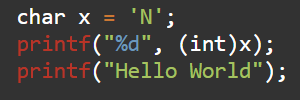 char x = 'N';
printf("%d", (int)x);
printf("Hello World");